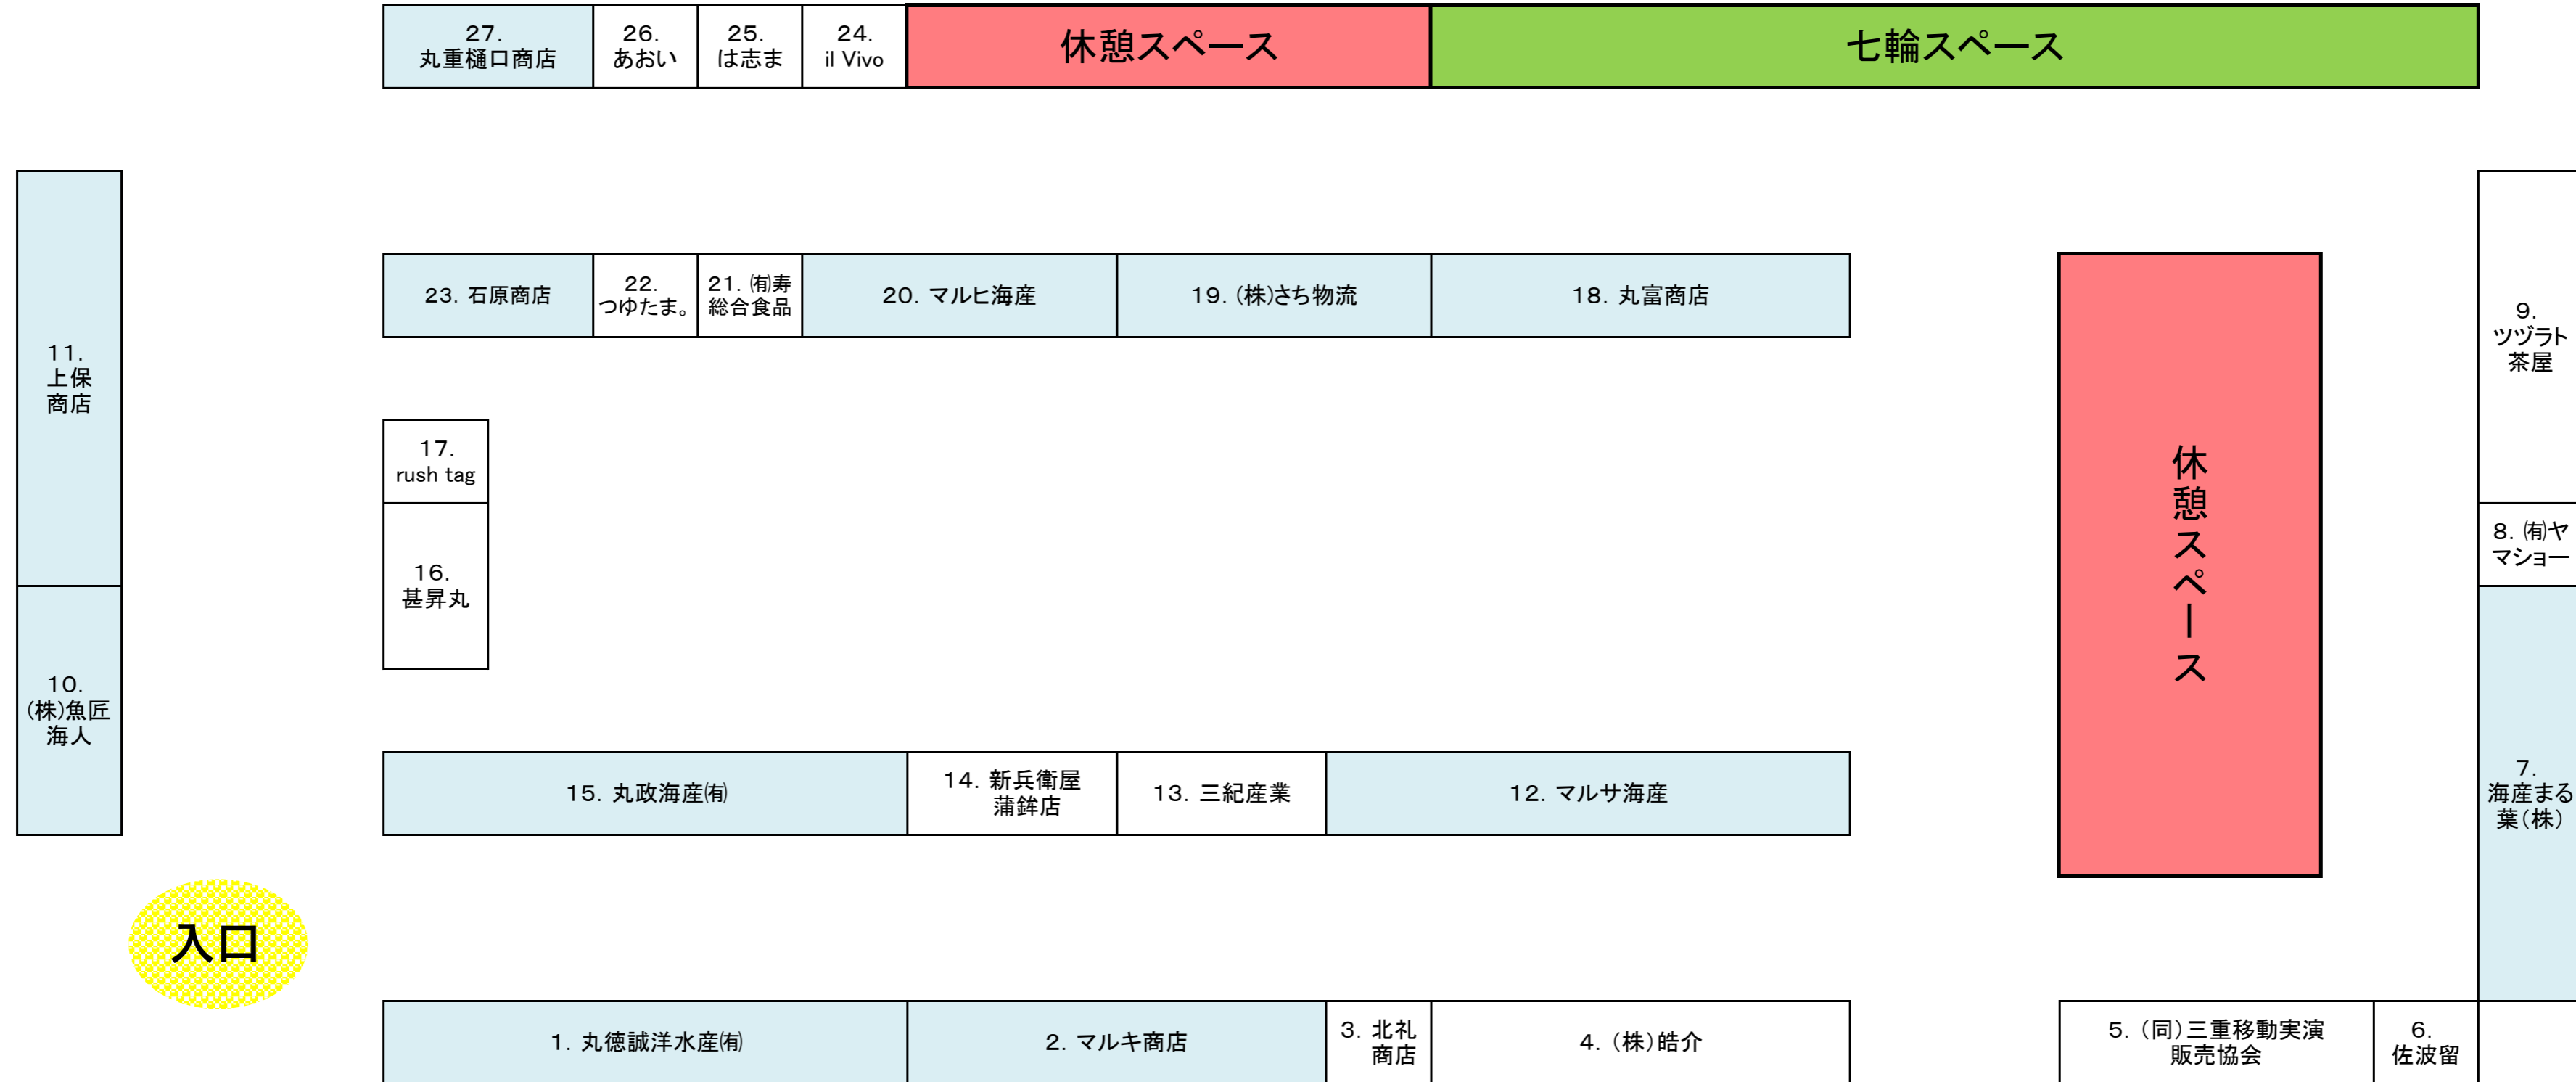 27.
丸重樋口商店
26.
あおい
25.
は志ま
24.
il Vivo
休憩スペース
七輪スペース
11.
上保
商店
23. 石原商店
22.
つゆたま。
21. ㈲寿
総合食品
20. マルヒ海産
19. (株)さち物流
18. 丸富商店
9.
ツヅラト
茶屋
17.
rush tag
16.
甚昇丸
休憩スペース
8. ㈲ヤ
マショー
10.
(株)魚匠
海人
15. 丸政海産㈲
14. 新兵衛屋
蒲鉾店
13. 三紀産業
12. マルサ海産
7.
海産まる
葉(株)
入口
1. 丸徳誠洋水産㈲
2. マルキ商店
3. 北礼
商店
4. (株)皓介
5. (同)三重移動実演
販売協会
6.
佐波留